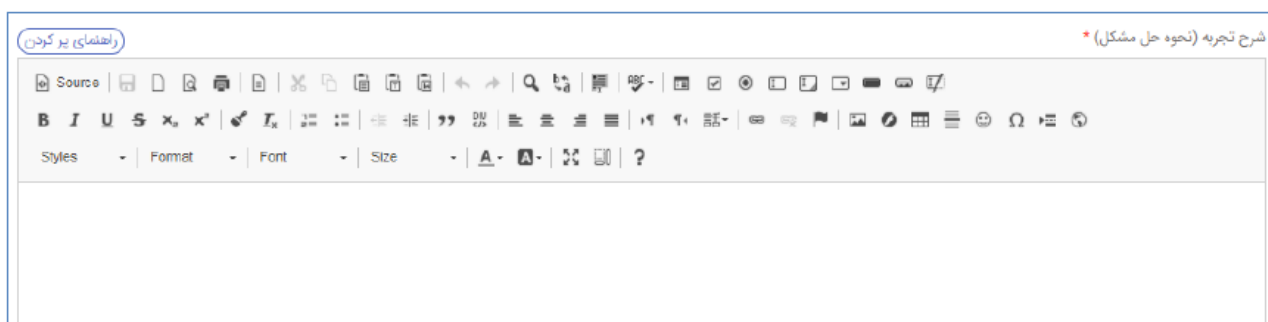 شرح تجربه (نحوه حل مشکل) *
راهنمای پر کردن
Source
Styles Format Font Size